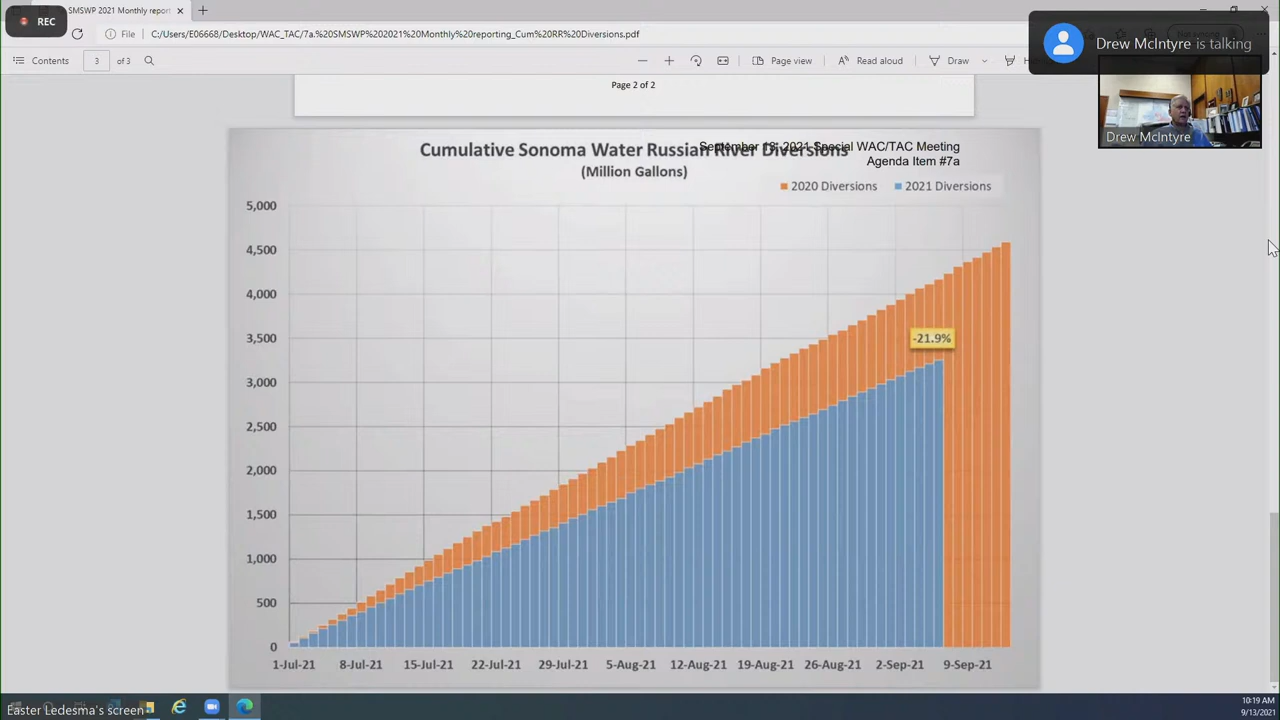 SMSWP 2021 Monthly report
REC
File
C:/Users/E06668/Desktop/WAC_TAC/7a.%20SMSWP%202021%20Monthly%20reporting_Cum%20RR%20Diversions.pdf
Drew McIntyre is talking
Contents
3
of 3
Page view
Read aloud
Draw
Drew McIntyre
Page 2 of 2
Cumulative Sonoma Water Russian River Diversions
September 13, 2021 Special WAC/TAC Meeting
Agenda Item #7a
(Million Gallons)
2020 Diversions
2021 Diversions
5,000
4,500
4,000
3,500
3,000
2,500
2,000
1,500
1,000
500
0
-21.9%
1-Jul-21 8-Jul-21 15-Jul-21 22-Jul-21 29-Jul-21 5-Aug-21 12-Aug-21 19-Aug-21 26-Aug-21 2-Sep-21 9-Sep-21
Easter Ledesma's screen
10:19 AM
9/13/2021